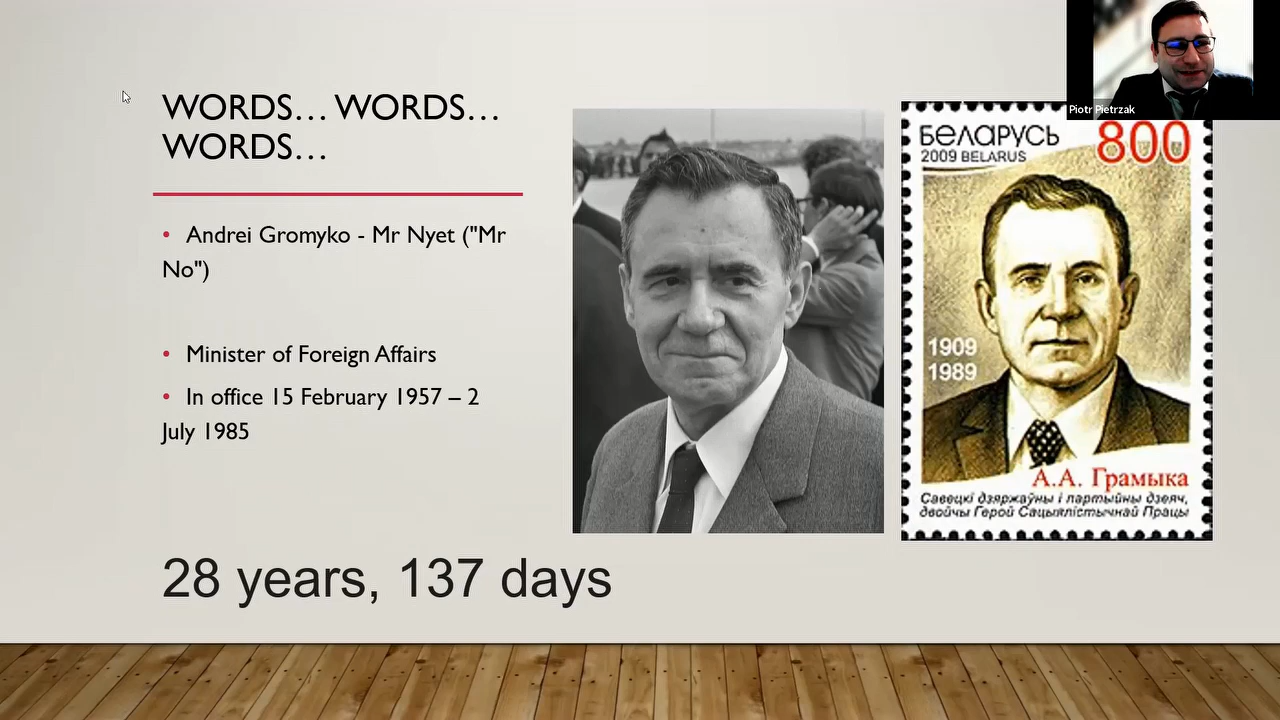 WORDS… WORDS…
WORDS…
• Andrei Gromyko - Mr Nyet ("Mr
No")
• Minister of Foreign Affairs
• In office 15 February 1957 – 2
July 1985
28 years, 137 days
БеЛАРУСЬ
2009 BELARUS
800
1909
1989
А.А. Грамыка
Савецкі дзяржаўны і партыйны дзеяч,
двойчы Герой Сацыялістычнай Працы
Piotr Pietrzak